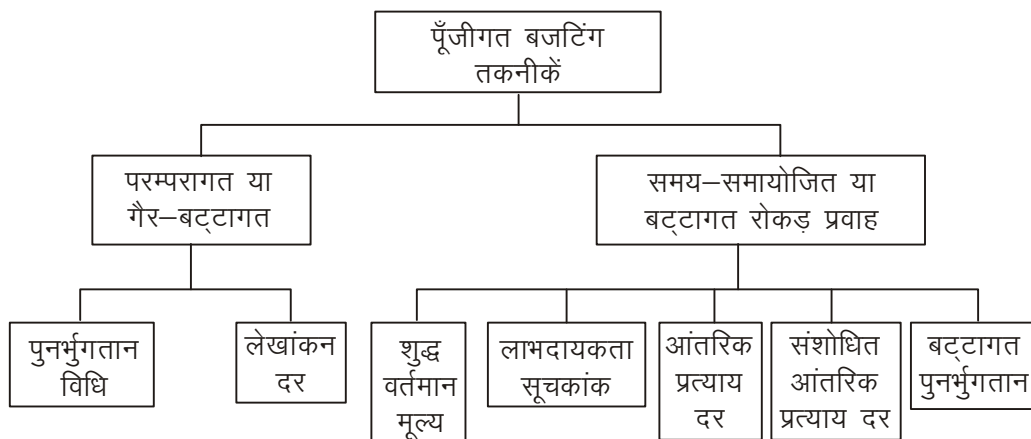 पूँजीगत बजटिंग
तकनीकें
परम्परागत या
गैर–बट्टागत
समय–समायोजित या
बट्टागत रोकड़ प्रवाह
पुनर्भुगतान
विधि
लेखांकन
दर
शुद्ध
वर्तमान
मूल्य
लाभदायकता
सूचकांक
आंतरिक
प्रत्याय
दर
संशोधित
आंतरिक
प्रत्याय दर
बट्टागत
पुनर्भुगतान